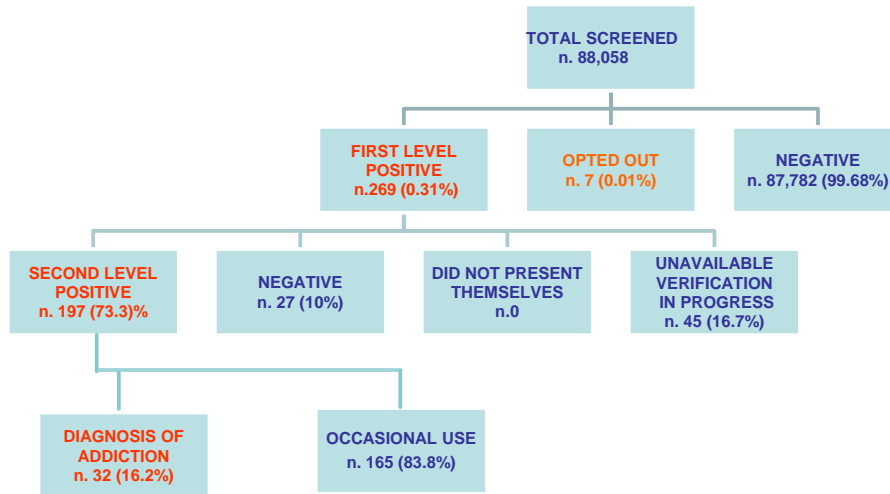 TOTAL SCREENED
n. 88,058
FIRST LEVEL
POSITIVE
n.269 (0.31%)
OPTED OUT
n. 7 (0.01%)
NEGATIVE
n. 87,782 (99.68%)
SECOND LEVEL
POSITIVE
n. 197 (73.3)%
NEGATIVE
n. 27 (10%)
DID NOT PRESENT
THEMSELVES
n.0
UNAVAILABLE
VERIFICATION
IN PROGRESS
n. 45 (16.7%)
DIAGNOSIS OF
ADDICTION
n. 32 (16.2%)
OCCASIONAL USE
n. 165 (83.8%)